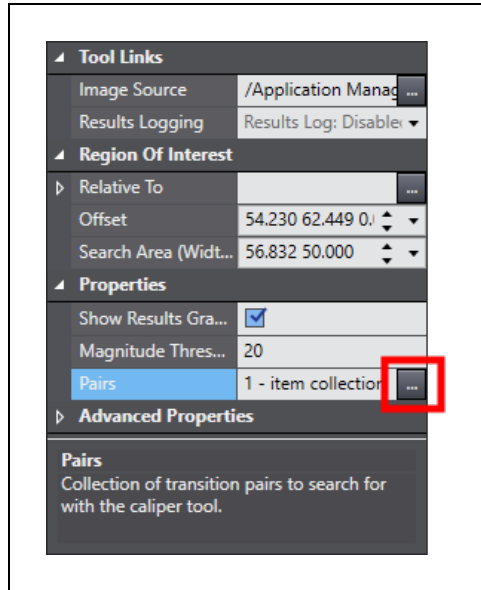 Tool Links
Image Source /Application Manag ...
Results Logging Results Log: Disabled
Region Of Interest
Relative To ...
Offset 54.230 62.449 0.
Search Area (Widt... 56.832 50.000
Properties
Show Results Gra...
Magnitude Thres... 20
Pairs 1 - item collection ...
Advanced Properties
Pairs
Collection of transition pairs to search for
with the caliper tool.